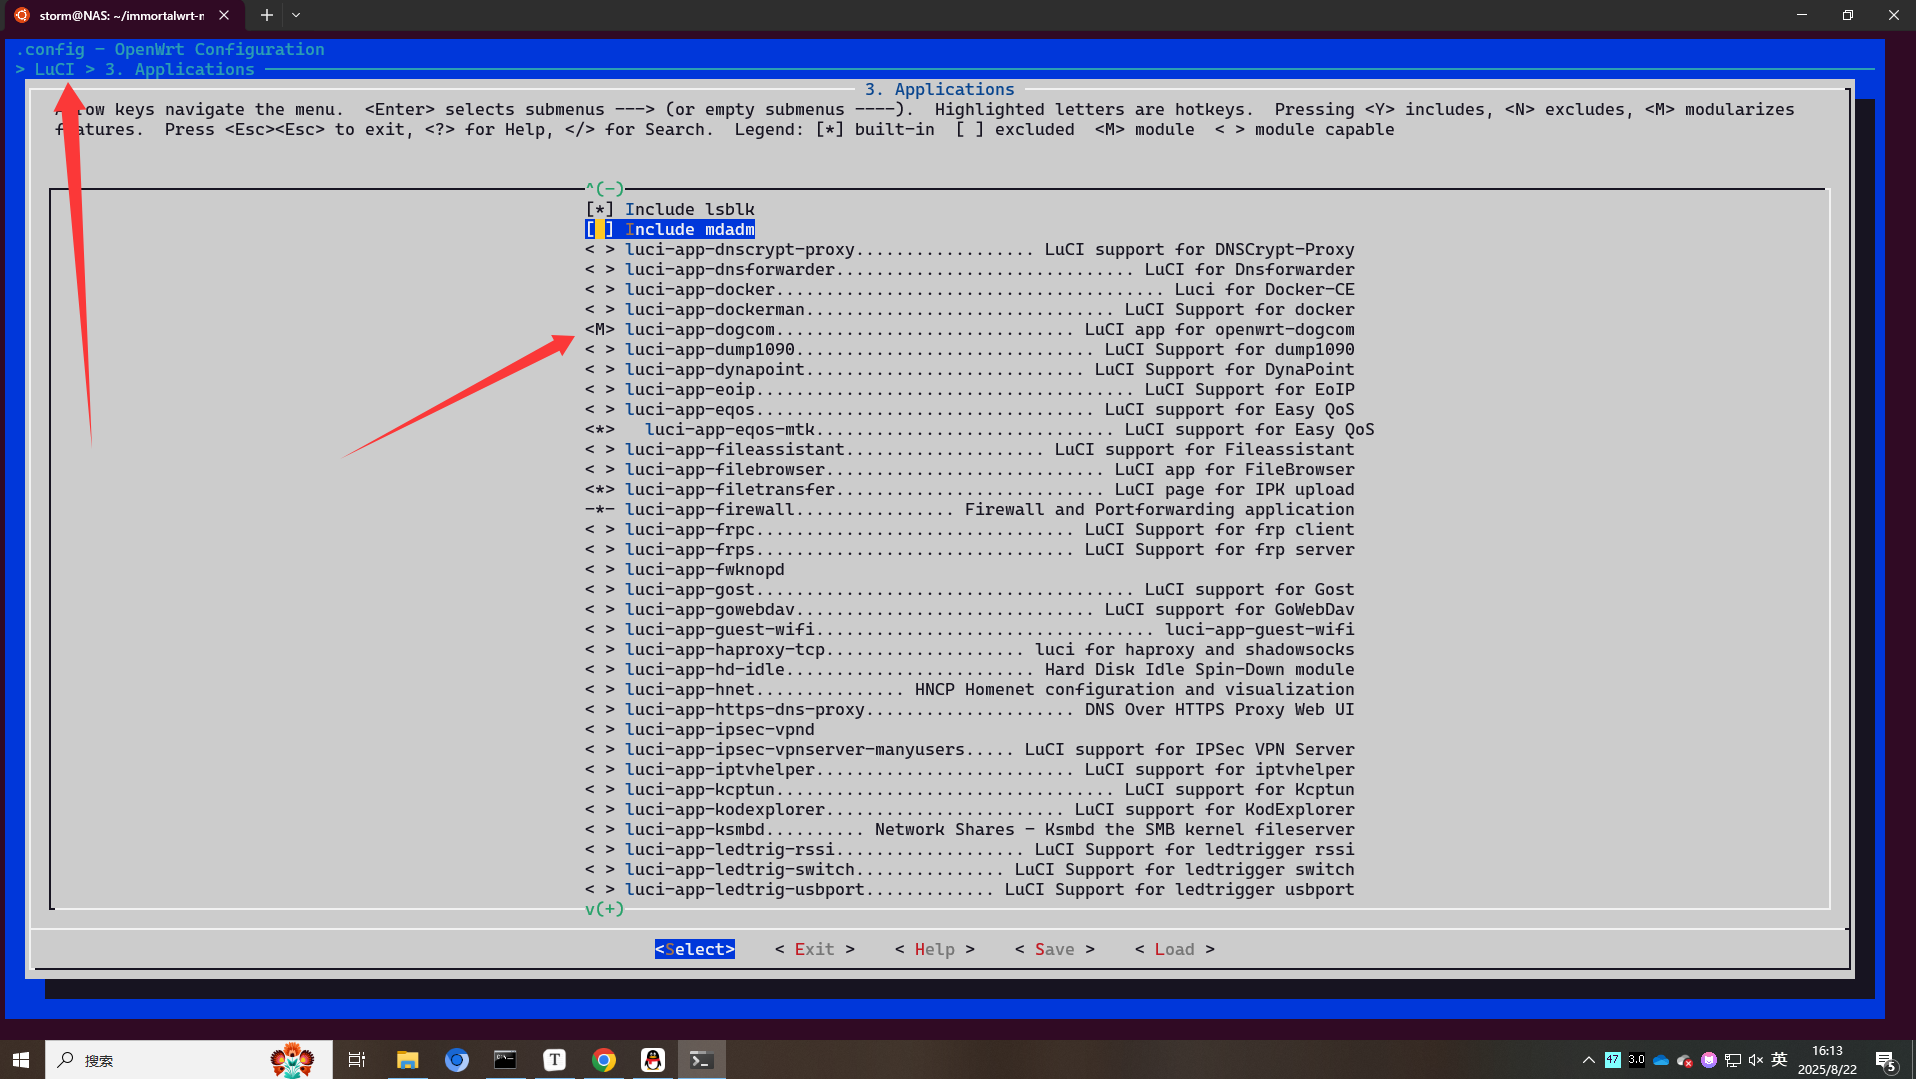 storm@NAS: ~/immortalwrt-m
.config - OpenWrt Configuration
> LuCI > 3. Applications
3. Applications
row keys navigate the menu.  <Enter> selects submenus ---> (or empty submenus ----).  Highlighted letters are hotkeys.  Pressing <Y> includes, <N> excludes, <M> modularizes
features.  Press <Esc><Esc> to exit, <?> for Help, </> for Search.  Legend: [*] built-in  [ ] excluded  <M> module  < > module capable
^(-)
[*] Include lsblk
[ ] Include mdadm
< > luci-app-dnscrypt-proxy.................. LuCI support for DNSCrypt-Proxy
< > luci-app-dnsforwarder.............................. LuCI for Dnsforwarder
< > luci-app-docker....................................... Luci for Docker-CE
< > luci-app-dockerman............................... LuCI Support for docker
<M> luci-app-dogcom.............................. LuCI app for openwrt-dogcom
< > luci-app-dump1090.............................. LuCI Support for dump1090
< > luci-app-dynapoint............................ LuCI Support for DynaPoint
< > luci-app-eoip...................................... LuCI Support for EoIP
< > luci-app-eqos.................................. LuCI support for Easy QoS
<*>   luci-app-eqos-mtk.............................. LuCI support for Easy QoS
< > luci-app-fileassistant.................... LuCI support for Fileassistant
< > luci-app-filebrowser............................ LuCI app for FileBrowser
<*> luci-app-filetransfer........................... LuCI page for IPK upload
-*- luci-app-firewall................ Firewall and Portforwarding application
< > luci-app-frpc................................ LuCI Support for frp client
< > luci-app-frps................................ LuCI Support for frp server
< > luci-app-fwknopd
< > luci-app-gost...................................... LuCI support for Gost
< > luci-app-gowebdav.............................. LuCI support for GoWebDav
< > luci-app-guest-wifi.................................. luci-app-guest-wifi
< > luci-app-haproxy-tcp.................... luci for haproxy and shadowsocks
< > luci-app-hd-idle......................... Hard Disk Idle Spin-Down module
< > luci-app-hnet............... HNCP Homenet configuration and visualization
< > luci-app-https-dns-proxy..................... DNS Over HTTPS Proxy Web UI
< > luci-app-ipsec-vpnd
< > luci-app-ipsec-vpnserver-manyusers..... LuCI support for IPSec VPN Server
< > luci-app-iptvhelper.......................... LuCI support for iptvhelper
< > luci-app-kcptun.................................. LuCI support for Kcptun
< > luci-app-kodexplorer........................ LuCI support for KodExplorer
< > luci-app-ksmbd.......... Network Shares - Ksmbd the SMB kernel fileserver
< > luci-app-ledtrig-rssi................... LuCI Support for ledtrigger rssi
< > luci-app-ledtrig-switch............... LuCI Support for ledtrigger switch
< > luci-app-ledtrig-usbport............. LuCI Support for ledtrigger usbport
v(+)
<Select>    < Exit >    < Help >    < Save >    < Load >
搜索
T
47
3.0
英
16:13
2025/8/22
5